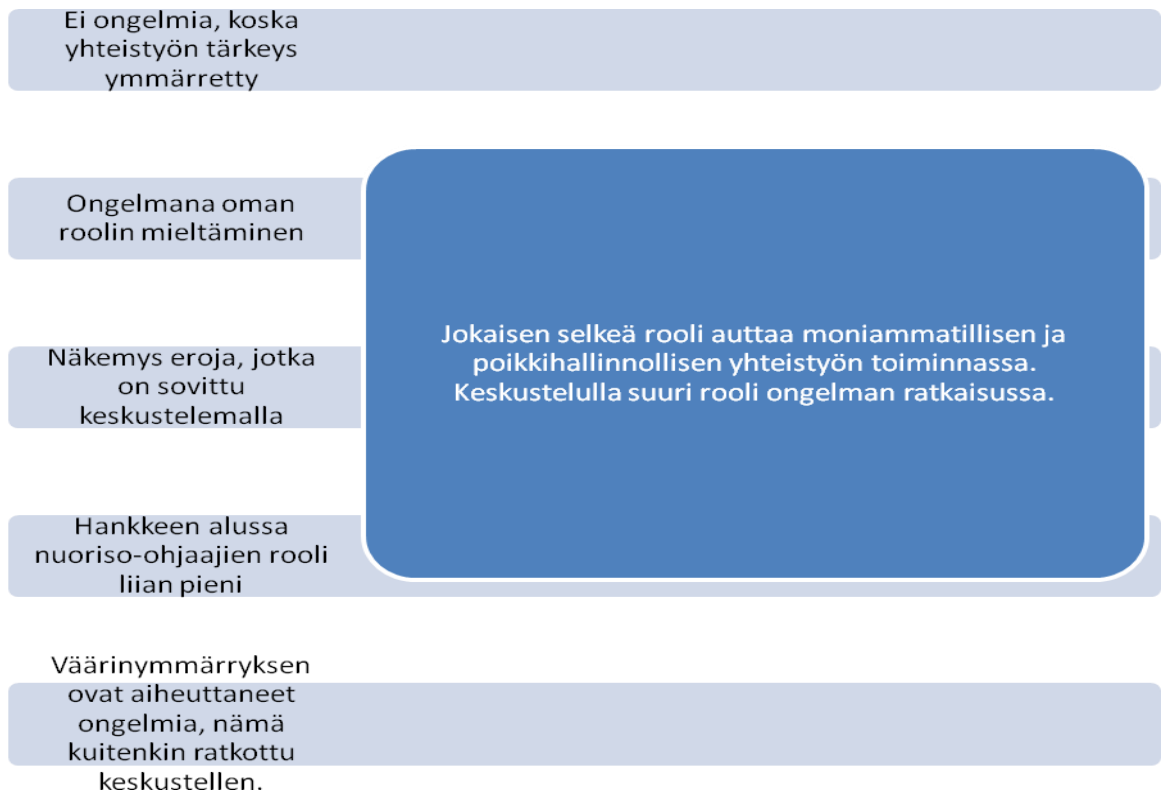 Ei ongelmia, koska
yhteistyön tärkeys
ymmärretty
Ongelmana oman
roolin mieltäminen
Näkemys eroja, jotka
on sovittu
keskustelemalla
Hankkeen alussa
nuoriso-ohjaajien rooli
liian pieni
Väärinymmärryksen
ovat aiheuttaneet
ongelmia, nämä
kuitenkin ratkottu
keskustellen.
Jokaisen selkeä rooli auttaa moniammatillisen ja
poikkihallinnollisen yhteistyön toiminnassa.
Keskustelulla suuri rooli ongelman ratkaisussa.